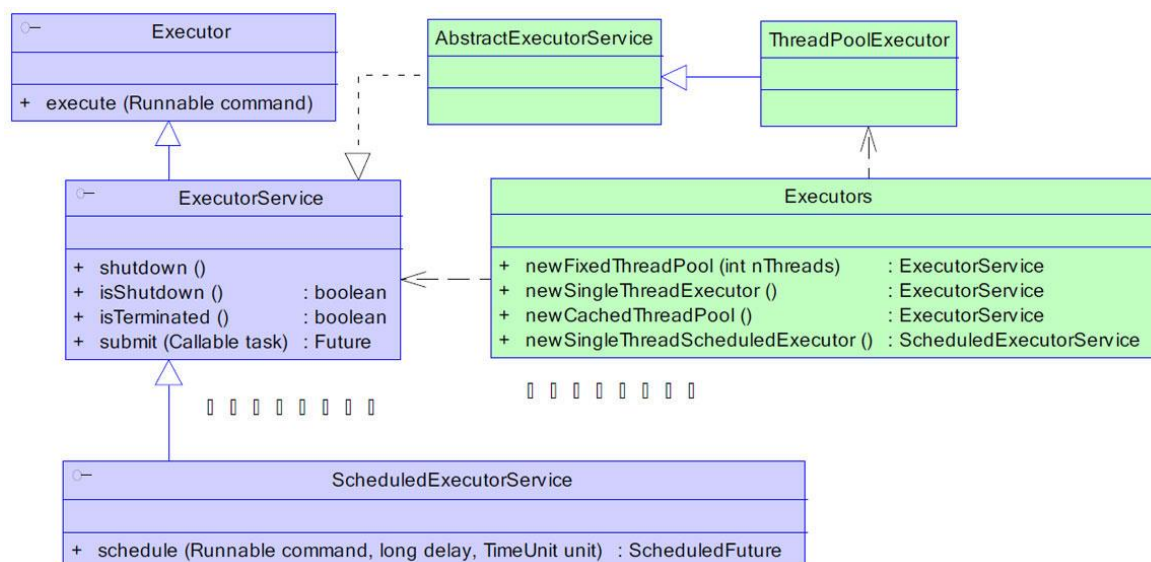 Executor
+ execute (Runnable command)
AbstractExecutorService
ThreadPoolExecutor
ExecutorService
+ shutdown ()
+ isShutdown () : boolean
+ isTerminated () : boolean
+ submit (Callable task) : Future
Executors
+ newFixedThreadPool (int nThreads) : ExecutorService
+ newSingleThreadExecutor () : ExecutorService
+ newCachedThreadPool () : ExecutorService
+ newSingleThreadScheduledExecutor () : ScheduledExecutorService
ScheduledExecutorService
+ schedule (Runnable command, long delay, TimeUnit unit) : ScheduledFuture